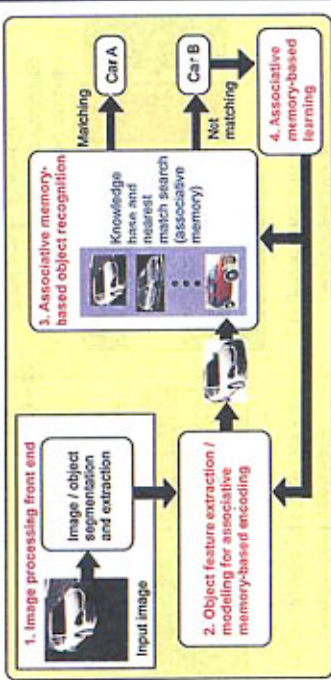 1. Image processing front end
Input image
Image / object
segmentation
and extraction
2. Object feature extraction /
modeling for associative
memory-based encoding
3. Associative memory-
based object recognition
Knowledge
base and
nearest
match search
(associative
memory)
Matching
Car A
Car B
Not
matching
4. Associative
memory-based
learning